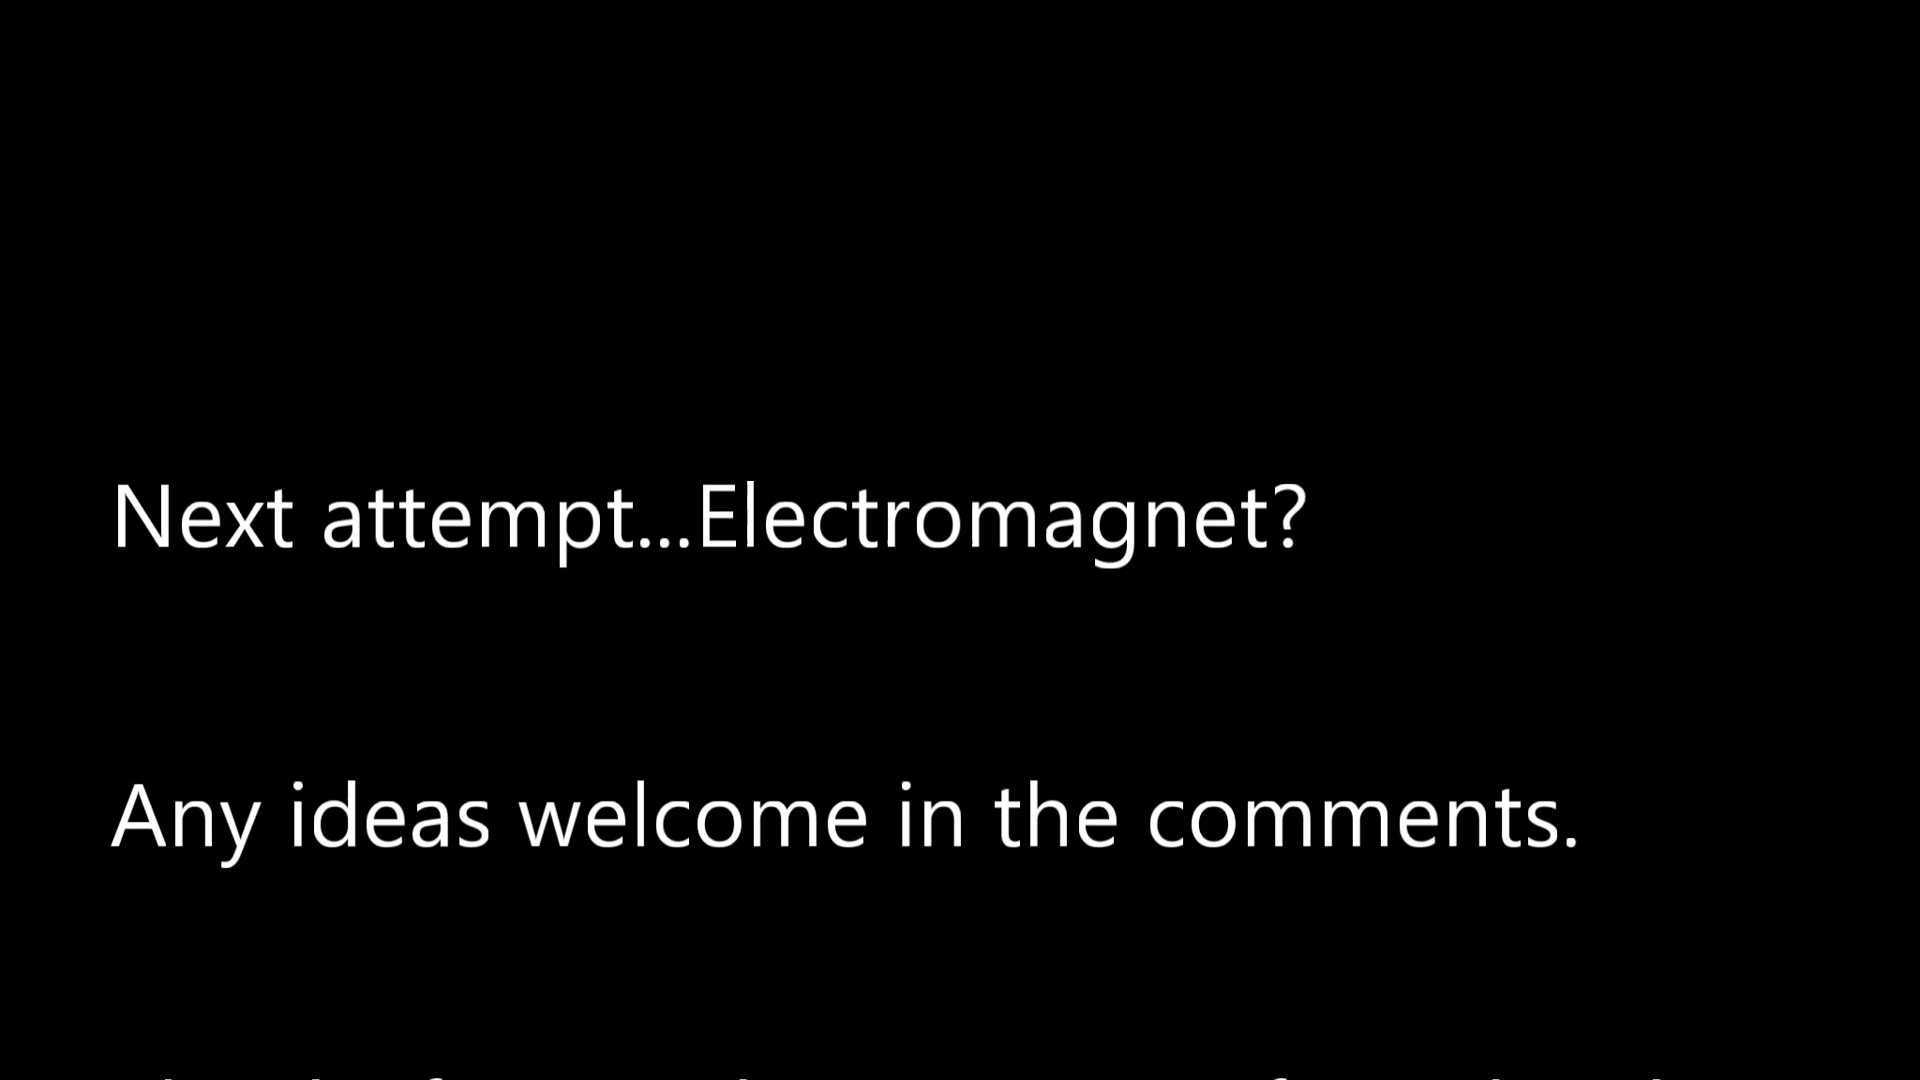 Next attempt...Electromagnet?
Any ideas welcome in the comments.